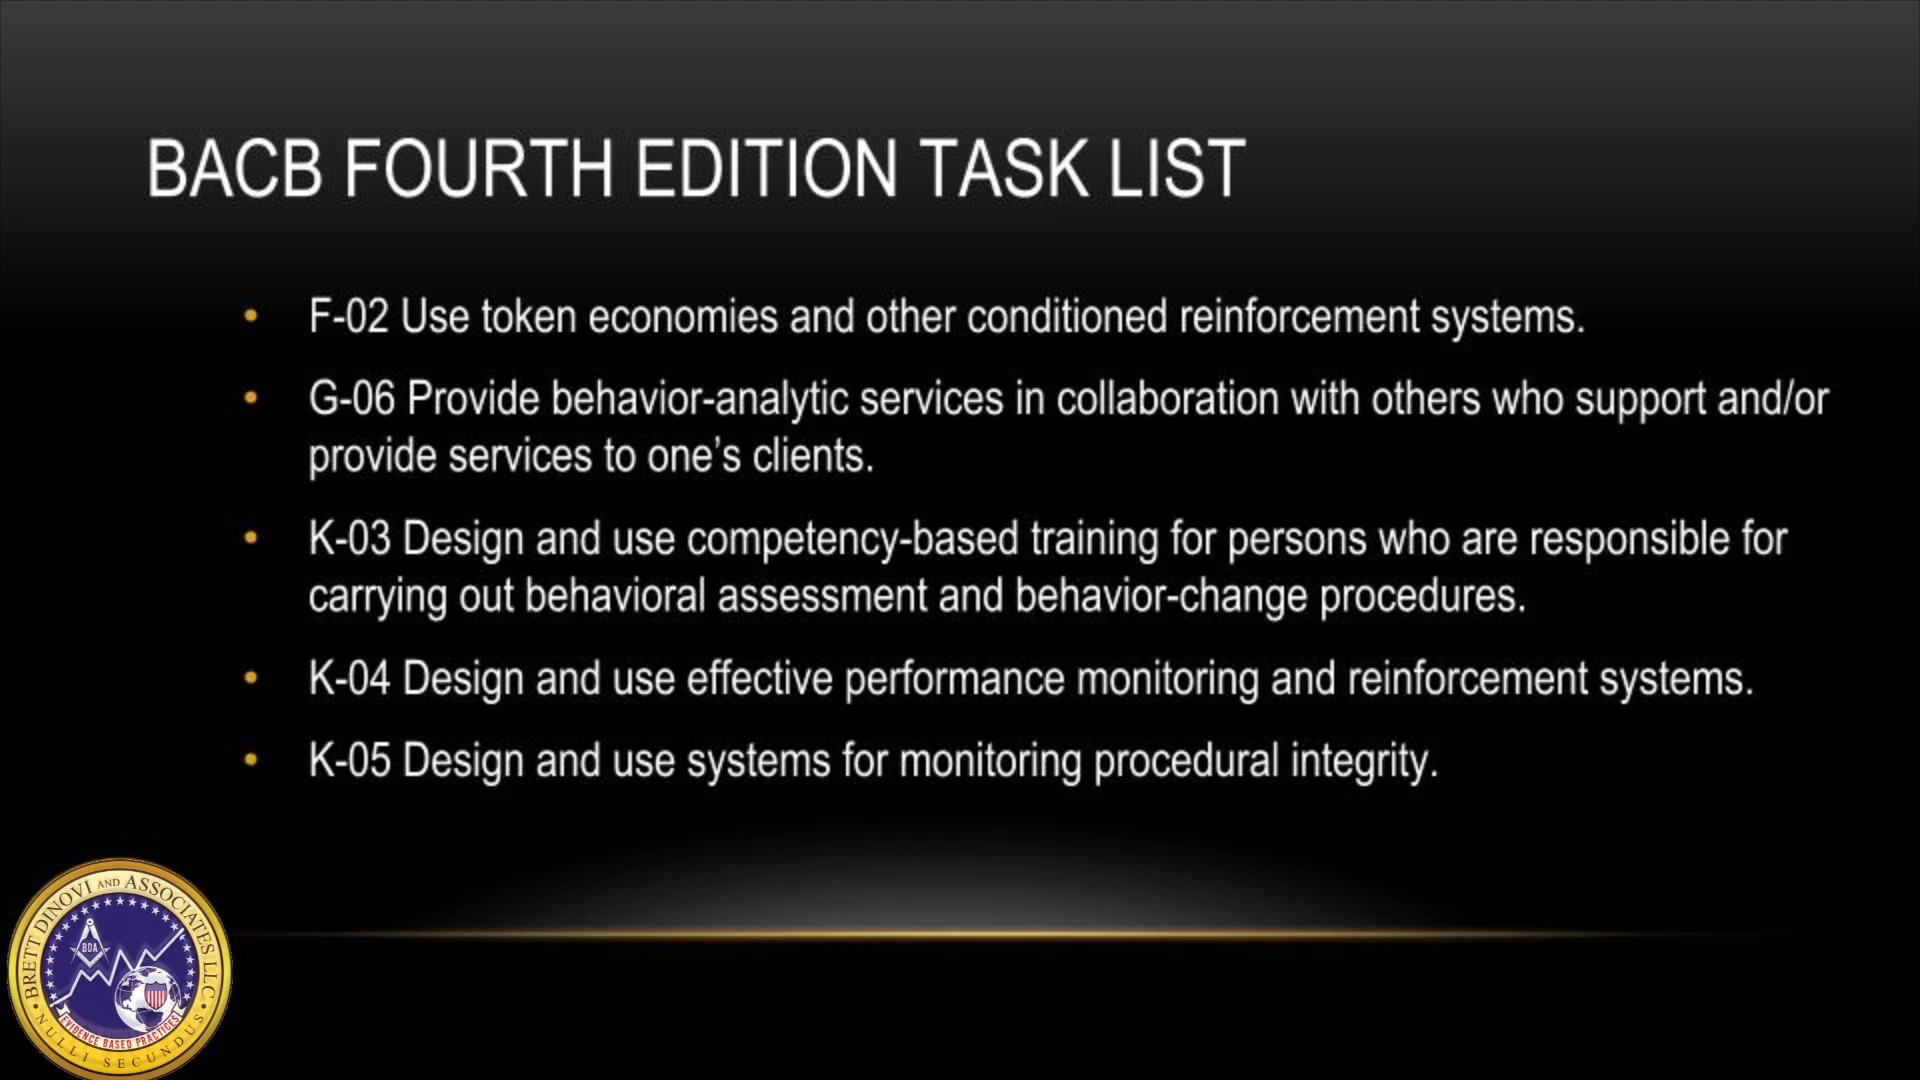 BACB FOURTH EDITION TASK LIST
• F-02 Use token economies and other conditioned reinforcement systems.
• G-06 Provide behavior-analytic services in collaboration with others who support and/or
provide services to one’s clients.
• K-03 Design and use competency-based training for persons who are responsible for
carrying out behavioral assessment and behavior-change procedures.
• K-04 Design and use effective performance monitoring and reinforcement systems.
• K-05 Design and use systems for monitoring procedural integrity.
BRETT DINOVI AND ASSOCIATES LLC
BDA
EVIDENCE BASED PRACTICES
• NULLI SECUNDUS •